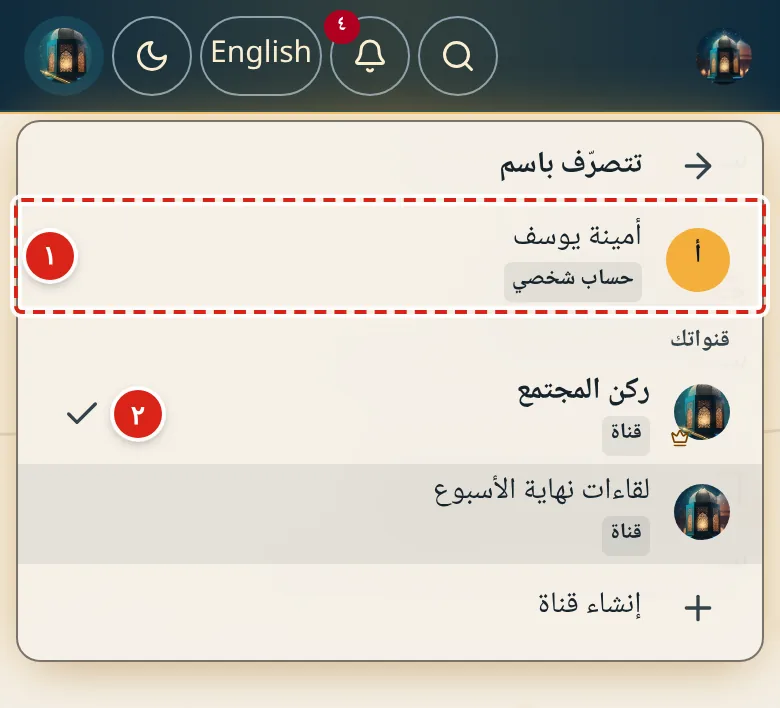 ٤
English
تتصرّف باسم
أ
أمينة يوسف
حساب شخصي
١
قنواتك
ركن المجتمع
قناة
٢
لقاءات نهاية الأسبوع
قناة
إنشاء قناة